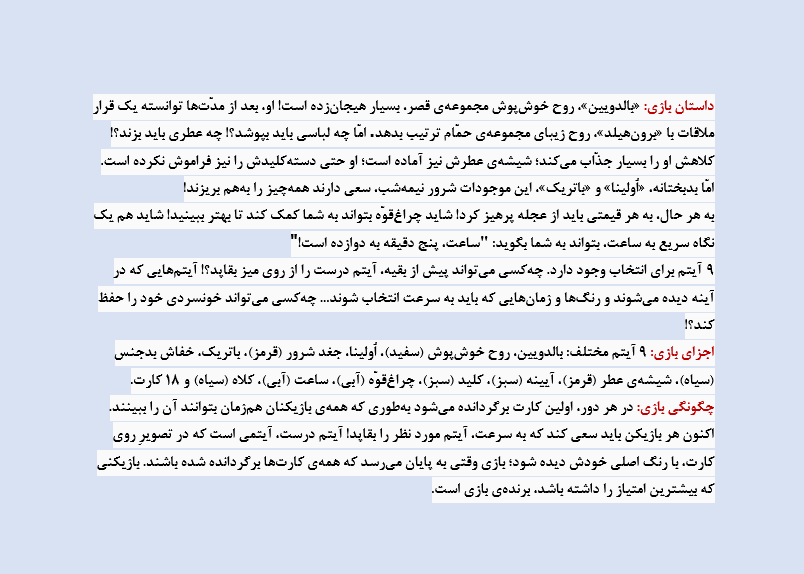 داستان بازی: «بالدویین»، روح خوش‌پوش مجموعه‌ی قصر، بسیار هیجان‌زده است! او، بعد از مدّت‌ها توانسته یک قرار
ملاقات با «برون‌هیلد»، روح زیبای مجموعه‌ی حمّام ترتیب بدهد. امّا چه لباسی باید بپوشد؟! چه عطری باید بزند؟!
کلاهش او را بسیار جذّاب می‌کند؛ شیشه‌ی عطرش نیز آماده است؛ او حتی دسته‌کلیدش را نیز فراموش نکرده است.
امّا بدبختانه، «اُولینا» و «باتریک»، این موجودات شرور نیمه‌شب، سعی دارند همه‌چیز را به‌هم بریزند!
به هر حال، به هر قیمتی باید از عجله پرهیز کرد! شاید چراغ‌قوّه بتواند به شما کمک کند تا بهتر ببینید! شاید هم یک
نگاه سریع به ساعت، بتواند به شما بگوید: "ساعت، پنج دقیقه به دوازده است!"
۹ آیتم برای انتخاب وجود دارد. چه‌کسی می‌تواند پیش از بقیه، آیتم درست را از روی میز بقاپد؟! آیتم‌هایی که در
آینه دیده می‌شوند و رنگ‌ها و زمان‌هایی که باید به سرعت انتخاب شوند... چه‌کسی می‌تواند خونسردی خود را حفظ
کند؟!
اجزای بازی: ۹ آیتم مختلف: بالدویین، روح خوش‌پوش (سفید)، اُولینا، جغد شرور (قرمز)، باتریک، خفاش بدجنس
(سیاه)، شیشه‌ی عطر (قرمز)، آیینه (سبز)، کلید (سبز)، چراغ‌قوّه (آبی)، ساعت (آبی)، کلاه (سیاه) و ۱۸ کارت.
چگونگی بازی: در هر دور، اولین کارت برگردانده می‌شود به‌طوری که همه‌ی بازیکنان هم‌زمان بتوانند آن را ببینند.
اکنون هر بازیکن باید سعی کند که به سرعت، آیتم مورد نظر را بقاپد! آیتم درست، آیتمی است که در تصویرِ روی
کارت، با رنگ اصلی خودش دیده شود؛ بازی وقتی به پایان می‌رسد که همه‌ی کارت‌ها برگردانده شده باشند. بازیکنی
که بیشترین امتیاز را داشته باشد، برنده‌ی بازی است.